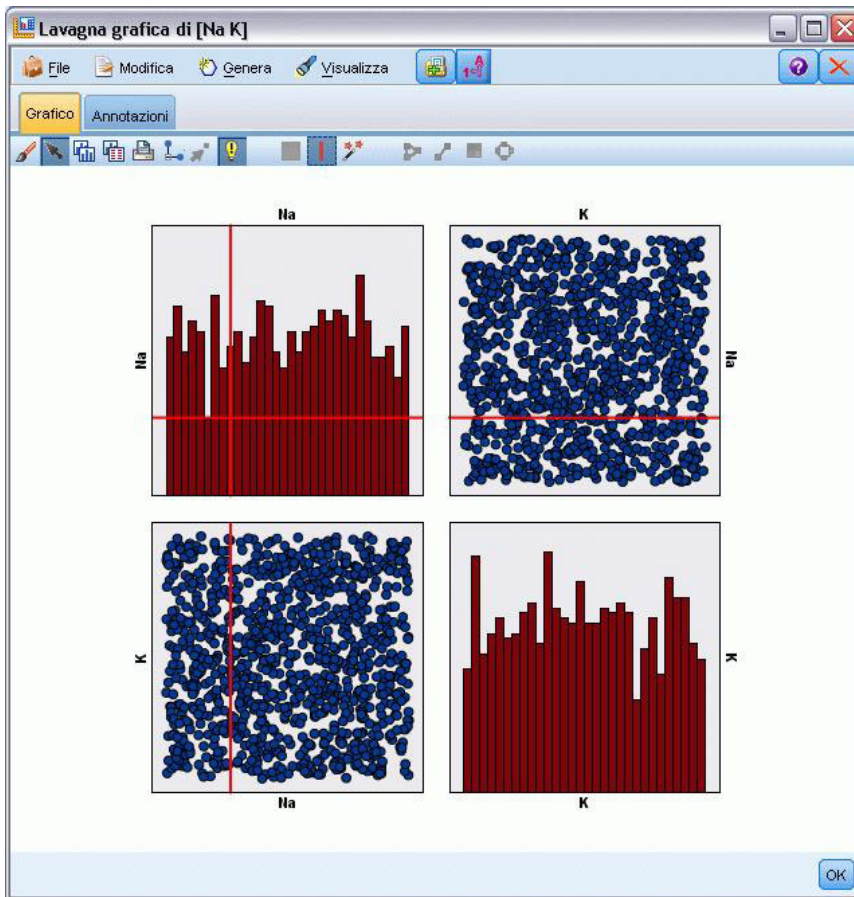 Lavagna grafica di [Na K]
File Modifica Genera Visualizza
Grafico Annotazioni
Na K
Na Na
K K
Na K
OK